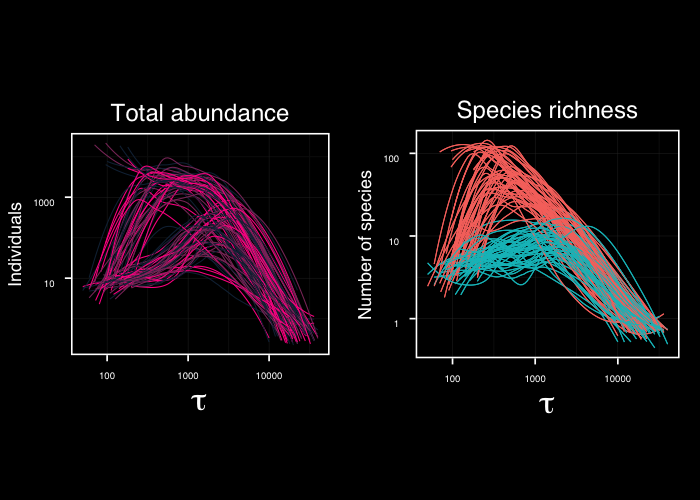 Total abundance
Individuals
1000
10
100
1000
10000
τ
Species richness
Number of species
100
10
1
100
1000
10000
τ